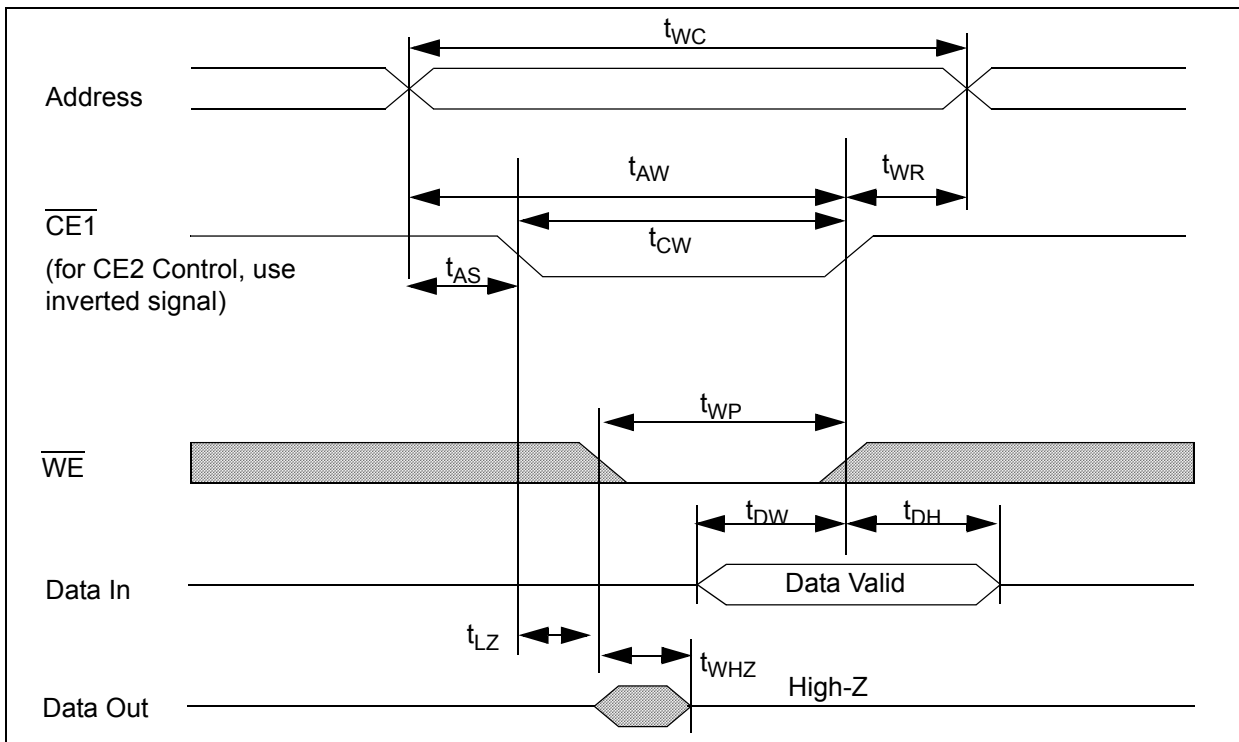 tWC
Address
tAW
tWR
CE1
tCW
(for CE2 Control, use
inverted signal)
tAS
tWP
WE
tDW
tDH
Data In
Data Valid
tLZ
tWHZ
High-Z
Data Out